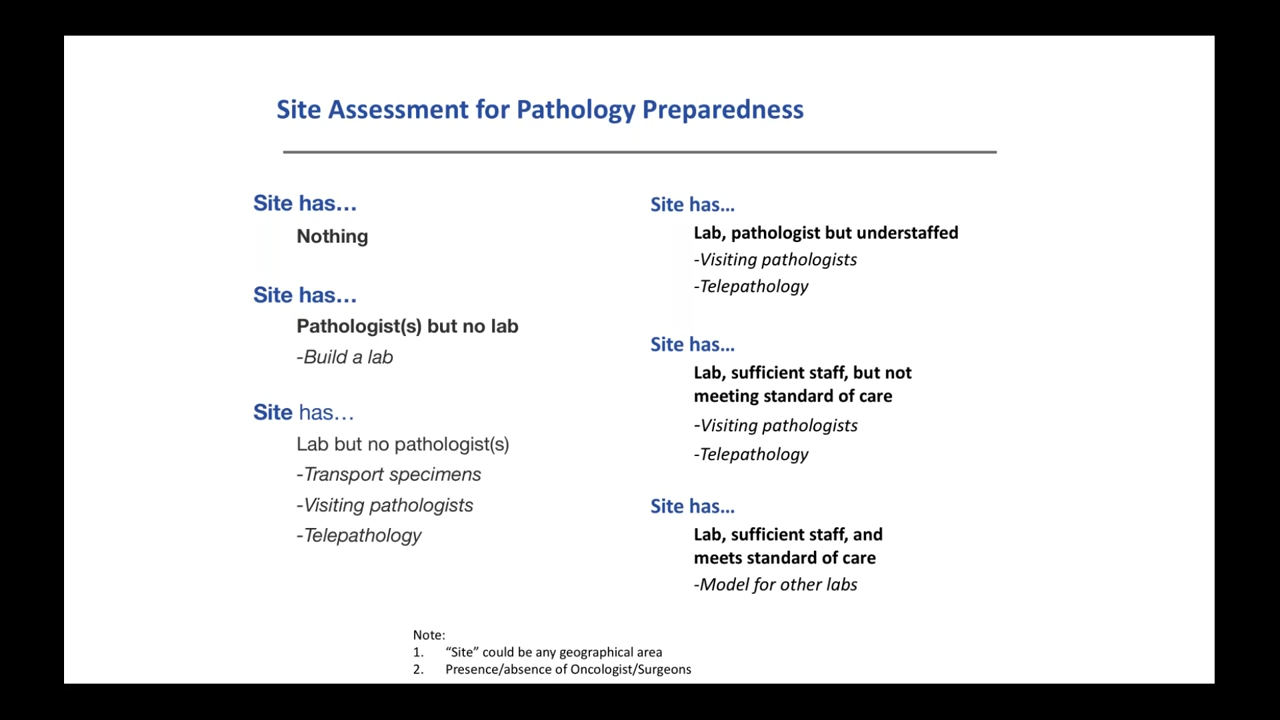 Site Assessment for Pathology Preparedness
Site has...
Nothing
Site has...
Pathologist(s) but no lab
-Build a lab
Site has...
Lab but no pathologist(s)
-Transport specimens
-Visiting pathologists
-Telepathology
Site has...
Lab, pathologist but understaffed
-Visiting pathologists
-Telepathology
Site has...
Lab, sufficient staff, but not
meeting standard of care
-Visiting pathologists
-Telepathology
Site has...
Lab, sufficient staff, and
meets standard of care
-Model for other labs
Note:
1. “Site” could be any geographical area
2. Presence/absence of Oncologist/Surgeons